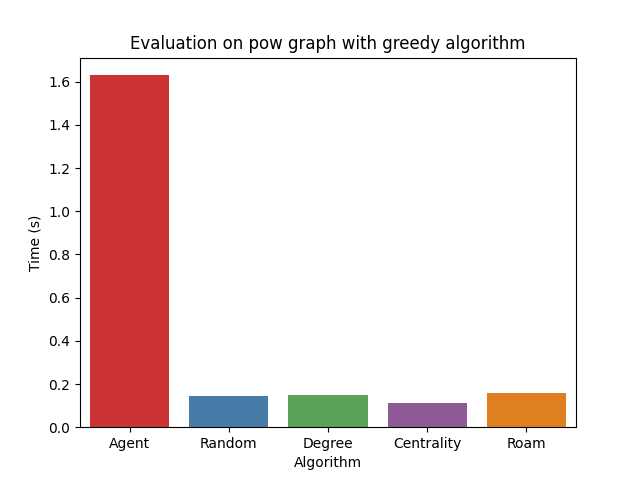 Evaluation on pow graph with greedy algorithm
1.6
1.4
1.2
1.0
0.8
0.6
0.4
0.2
0.0
Time (s)
Agent Random Degree Centrality Roam
Algorithm